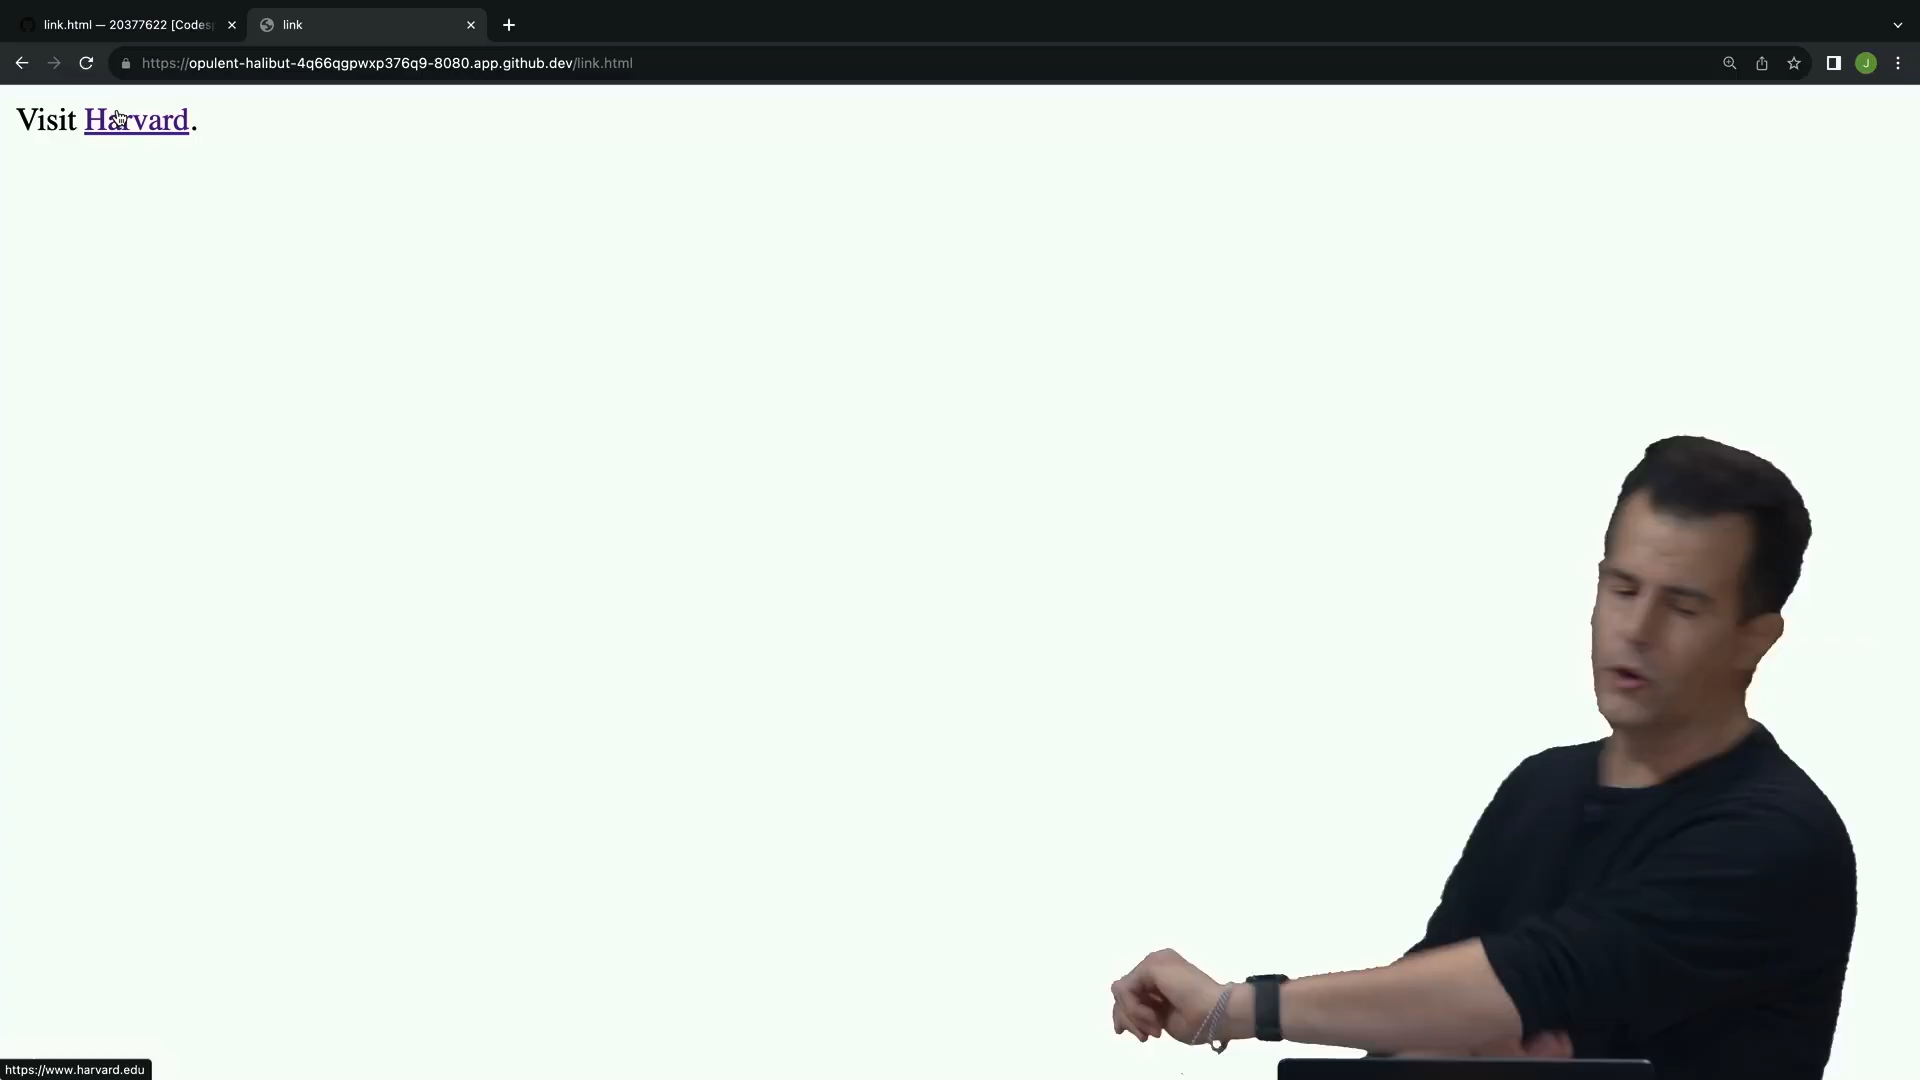 link.html — 20377622 [Codesp
link
https://opulent-halibut-4q66qgpwxp376q9-8080.app.github.dev/link.html
J
Visit Harvard.
https://www.harvard.edu